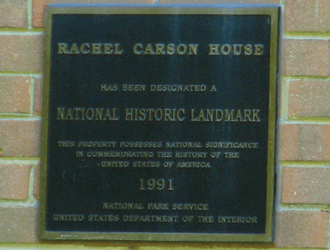 RACHEL CARSON HOUSE
HAS BEEN DESIGNATED A
NATIONAL HISTORIC LANDMARK
THIS PROPERTY POSSESSES NATIONAL SIGNIFICANCE
IN COMMEMORATING THE HISTORY OF THE
UNITED STATES OF AMERICA
1991
NATIONAL PARK SERVICE
UNITED STATES DEPARTMENT OF THE INTERIOR